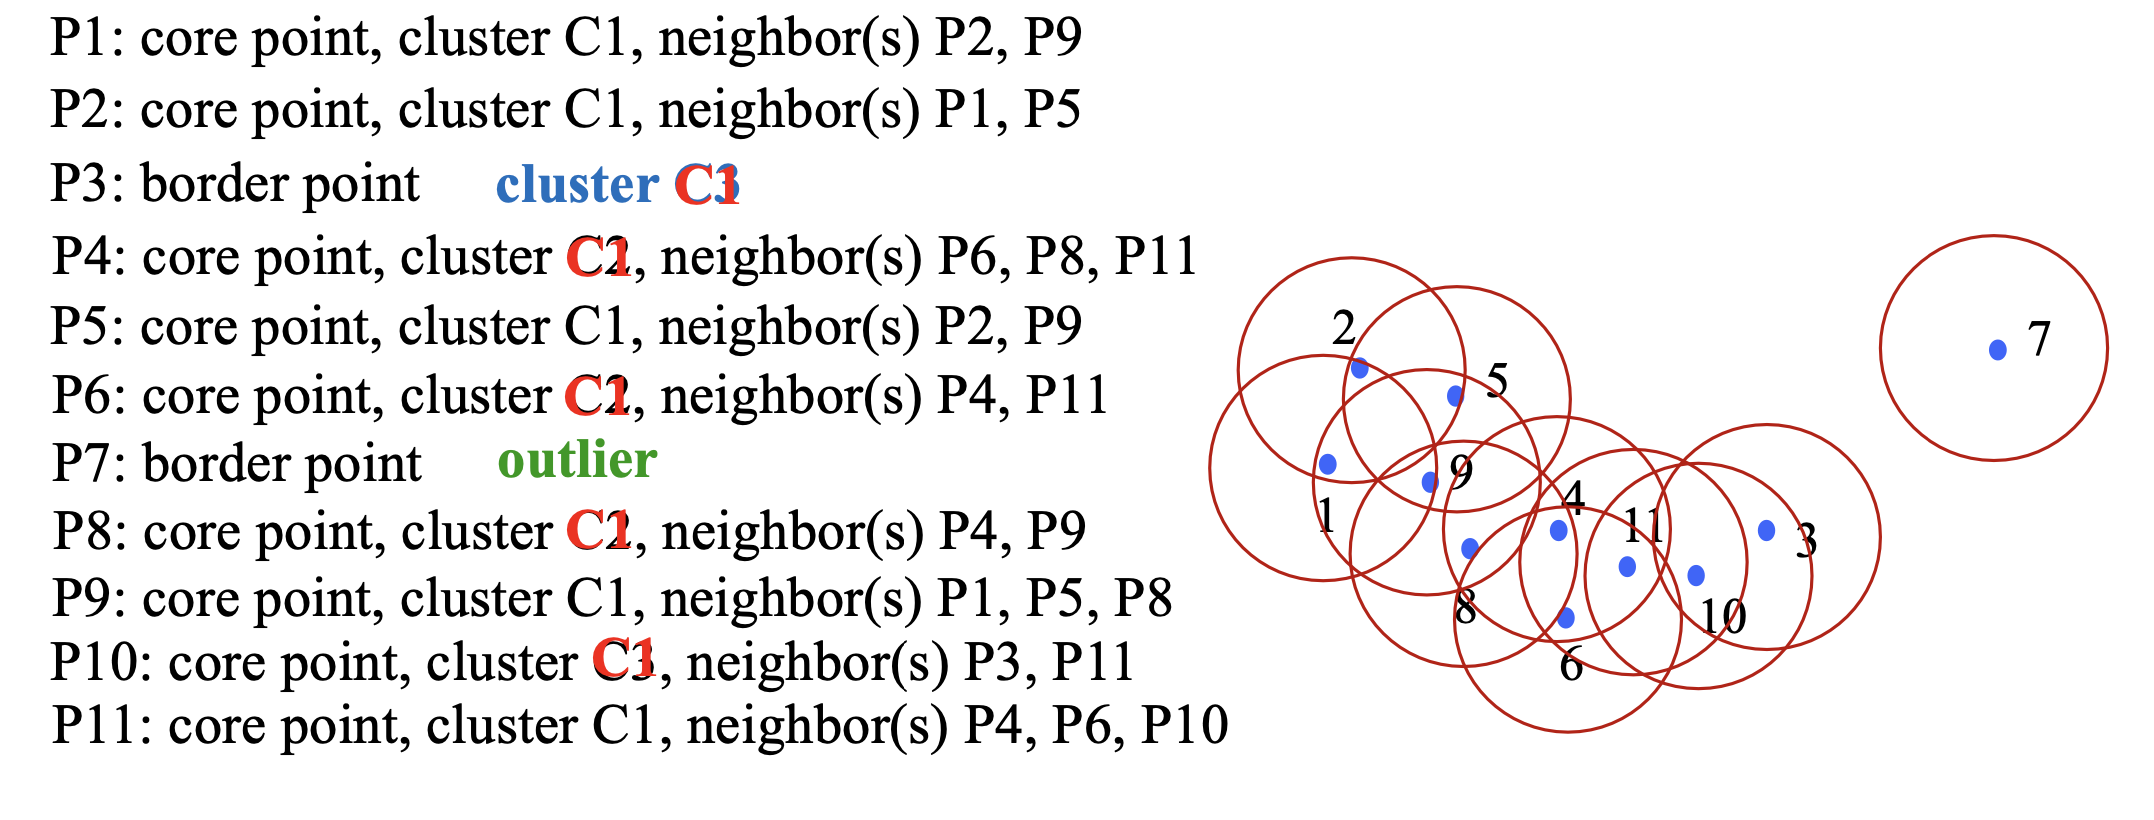 P1: core point, cluster C1, neighbor(s) P2, P9
P2: core point, cluster C1, neighbor(s) P1, P5
P3: border point cluster C1
P4: core point, cluster C1, neighbor(s) P6, P8, P11
P5: core point, cluster C1, neighbor(s) P2, P9
P6: core point, cluster C1, neighbor(s) P4, P11
P7: border point outlier
P8: core point, cluster C1, neighbor(s) P4, P9
P9: core point, cluster C1, neighbor(s) P1, P5, P8
P10: core point, cluster C1, neighbor(s) P3, P11
P11: core point, cluster C1, neighbor(s) P4, P6, P10
2
7
5
9
4
1
11
3
8
10
6